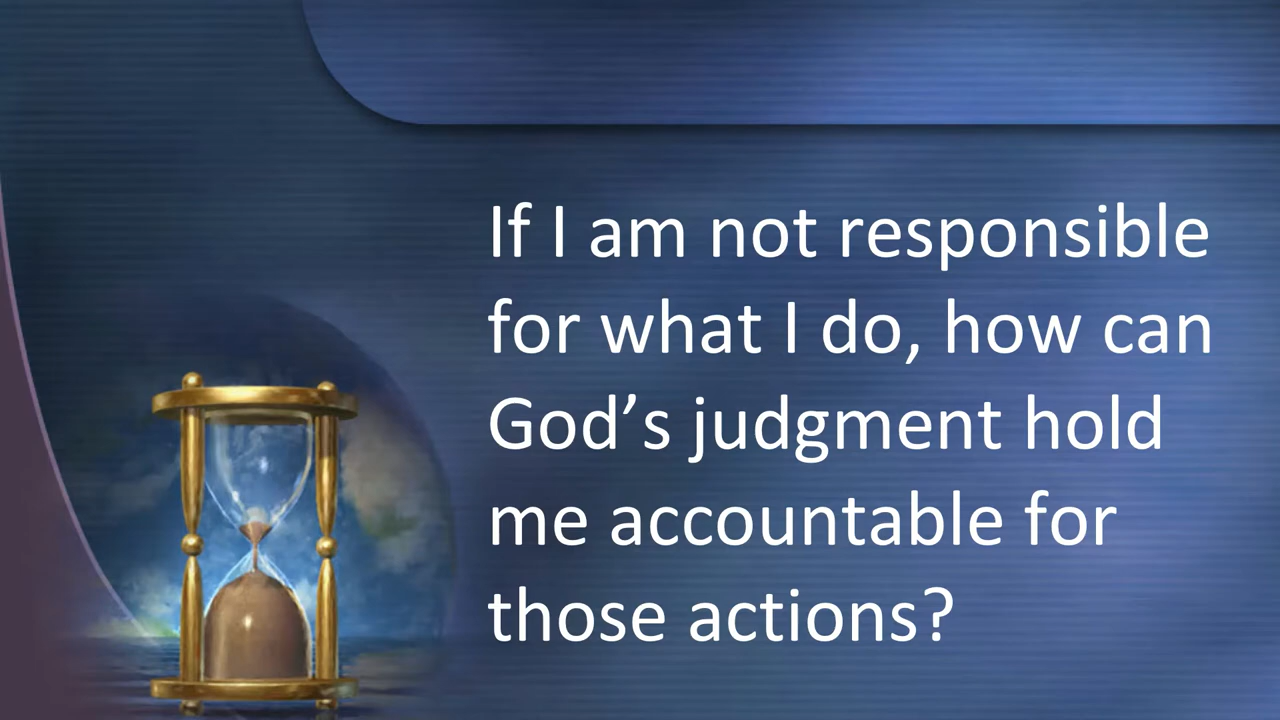 If I am not responsible
for what I do, how can
God’s judgment hold
me accountable for
those actions?